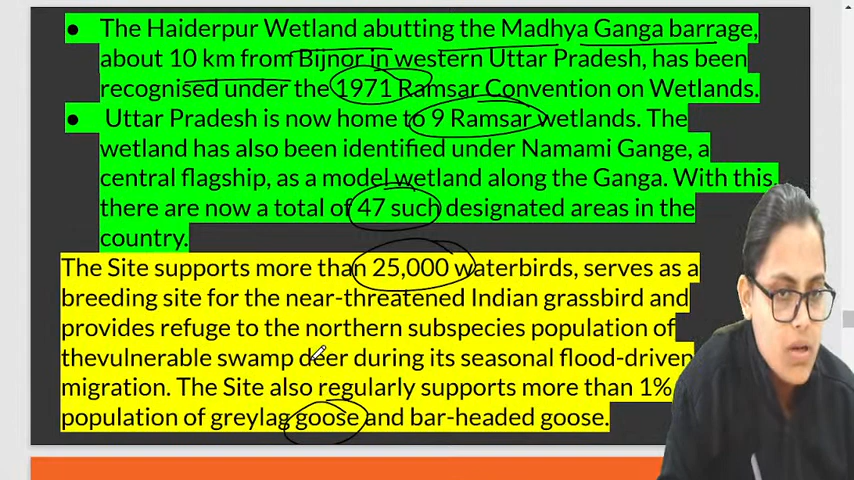 ● The Haiderpur Wetland abutting the Madhya Ganga barrage,
about 10 km from Bijnor in western Uttar Pradesh, has been
recognised under the 1971 Ramsar Convention on Wetlands.
● Uttar Pradesh is now home to 9 Ramsar wetlands. The
wetland has also been identified under Namami Gange, a
central flagship, as a model wetland along the Ganga. With this,
there are now a total of 47 such designated areas in the
country.
The Site supports more than 25,000 waterbirds, serves as a
breeding site for the near-threatened Indian grassbird and
provides refuge to the northern subspecies population of
thevulnerable swamp deer during its seasonal flood-driven
migration. The Site also regularly supports more than 1%
population of greylag goose and bar-headed goose.